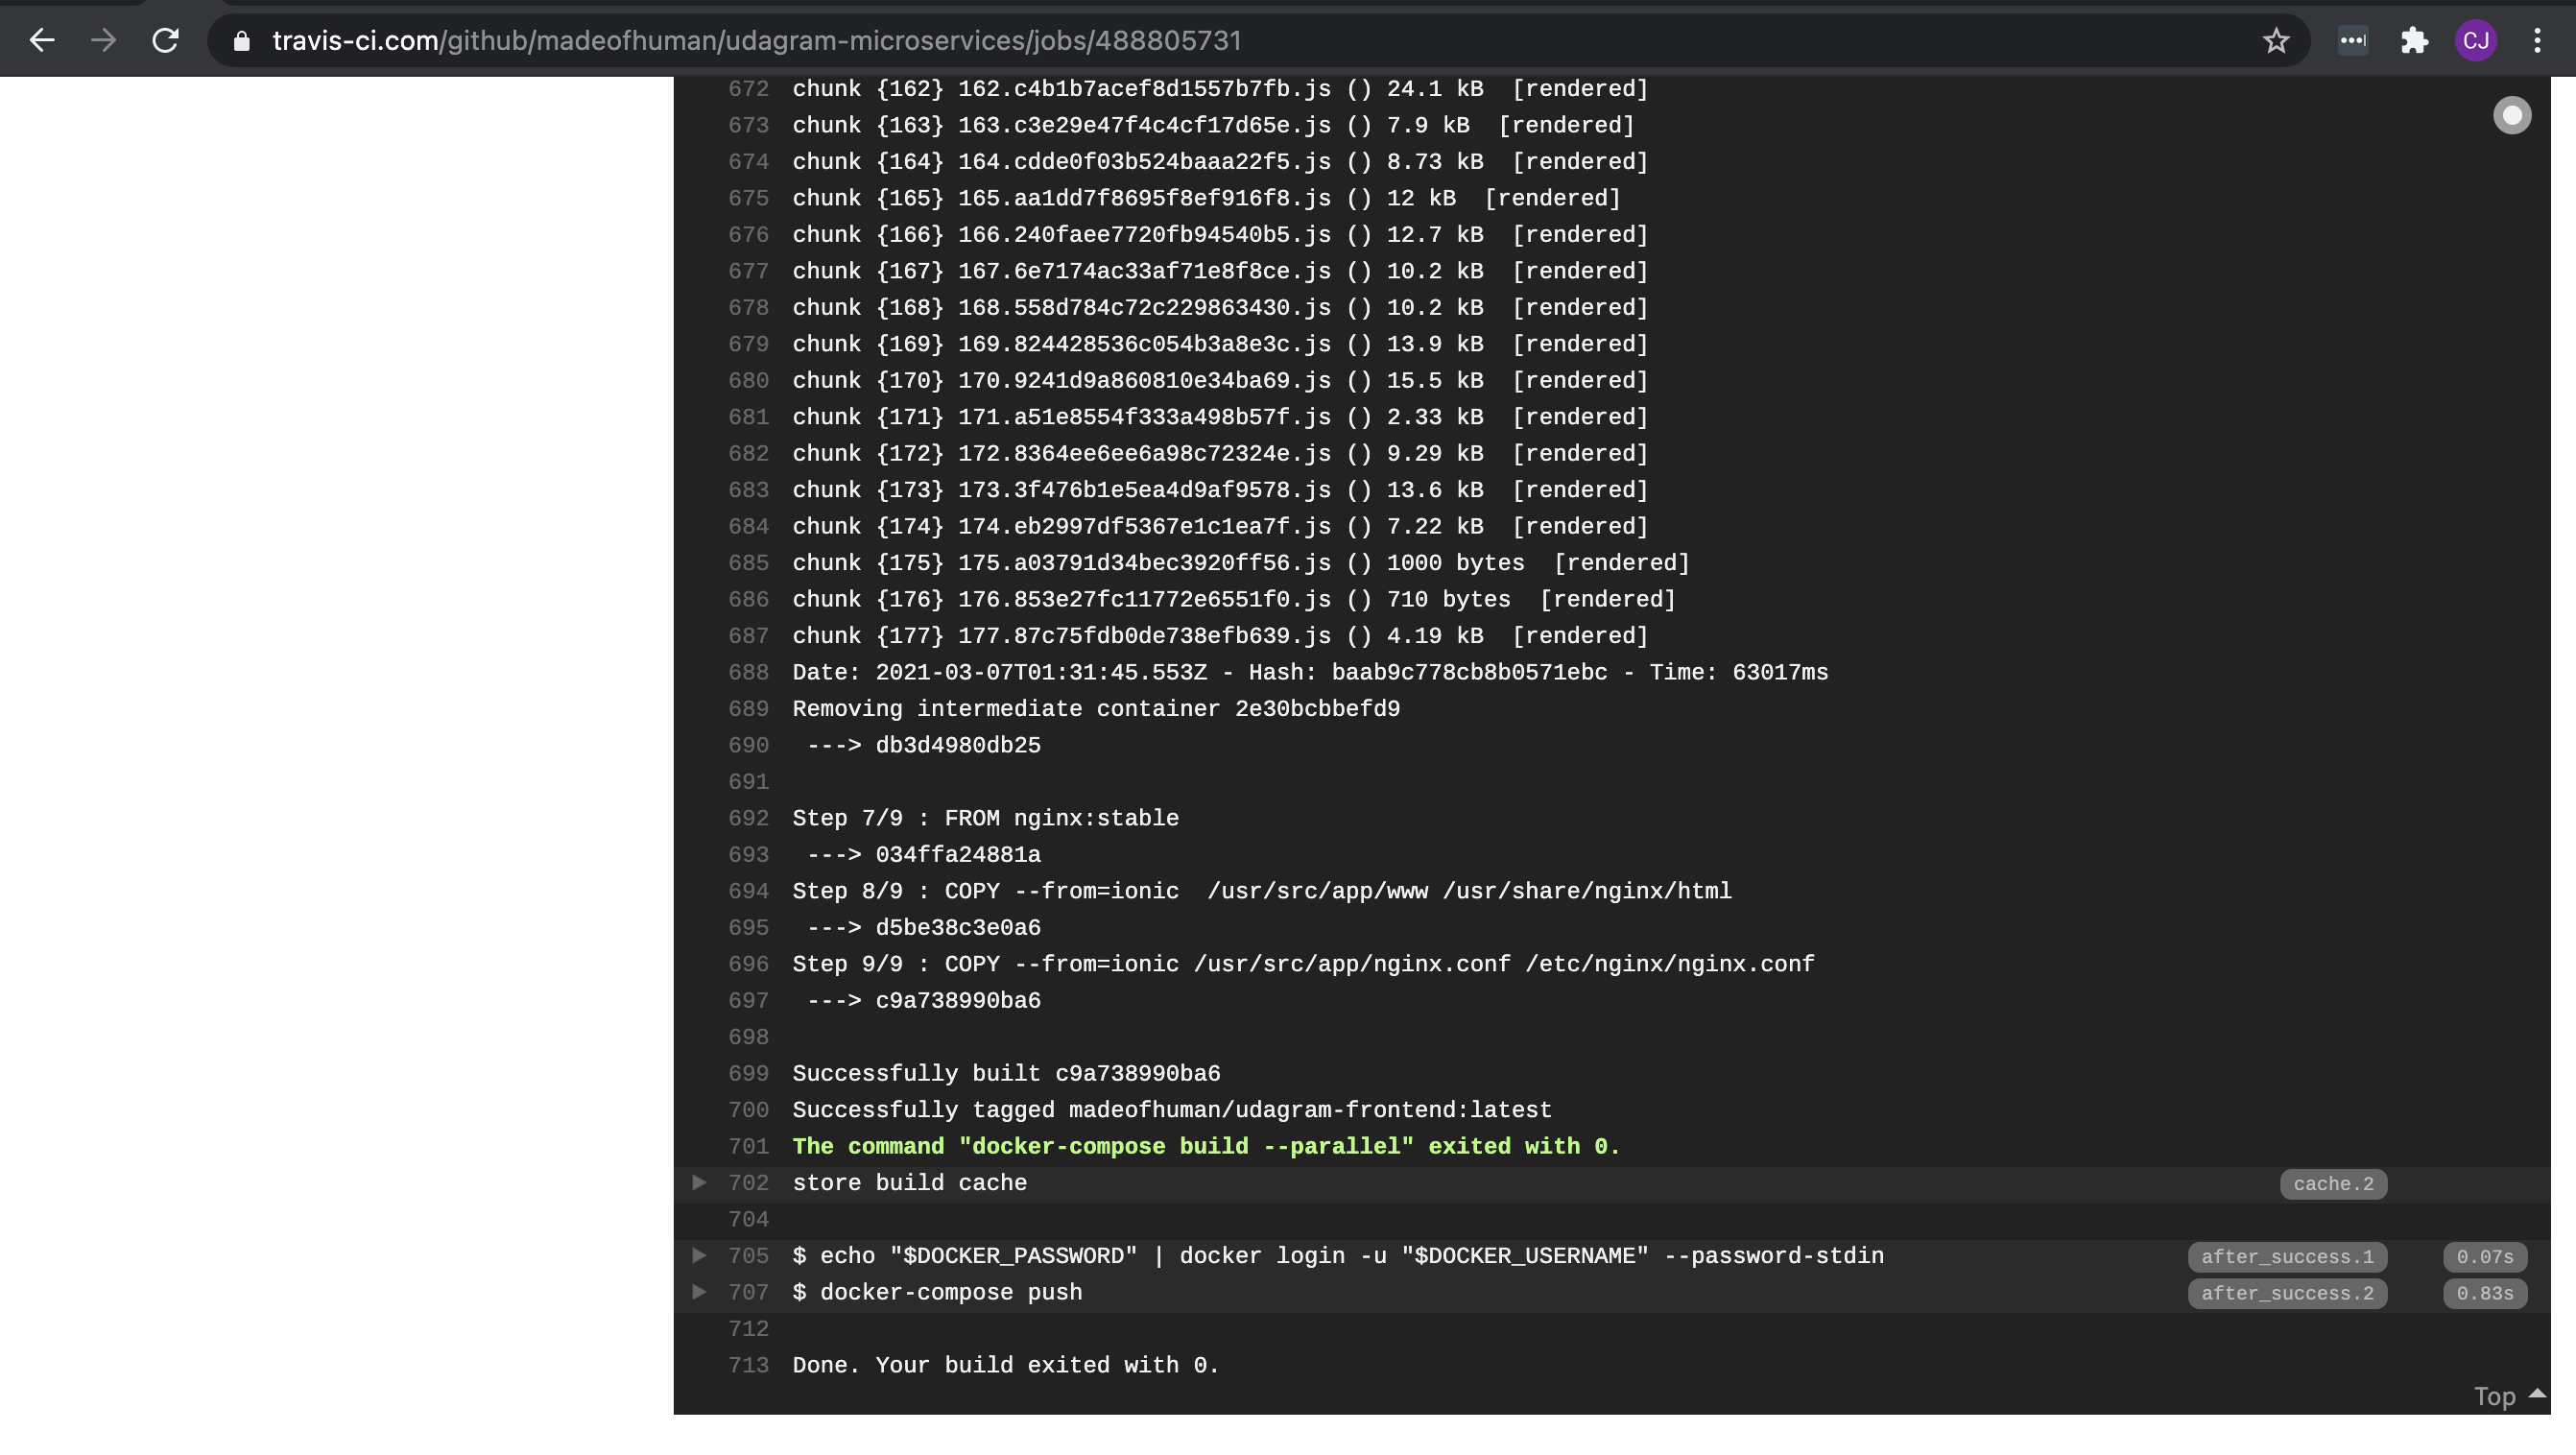 travis-ci.com/github/madeofhuman/udagram-microservices/jobs/488805731
CJ
672 chunk {162} 162.c4b1b7acef8d1557b7fb.js () 24.1 kB  [rendered]
673 chunk {163} 163.c3e29e47f4c4cf17d65e.js () 7.9 kB  [rendered]
674 chunk {164} 164.cdde0f03b524baaa22f5.js () 8.73 kB  [rendered]
675 chunk {165} 165.aa1dd7f8695f8ef916f8.js () 12 kB  [rendered]
676 chunk {166} 166.240faee7720fb94540b5.js () 12.7 kB  [rendered]
677 chunk {167} 167.6e7174ac33af71e8f8ce.js () 10.2 kB  [rendered]
678 chunk {168} 168.558d784c72c229863430.js () 10.2 kB  [rendered]
679 chunk {169} 169.824428536c054b3a8e3c.js () 13.9 kB  [rendered]
680 chunk {170} 170.9241d9a860810e34ba69.js () 15.5 kB  [rendered]
681 chunk {171} 171.a51e8554f333a498b57f.js () 2.33 kB  [rendered]
682 chunk {172} 172.8364ee6ee6a98c72324e.js () 9.29 kB  [rendered]
683 chunk {173} 173.3f476b1e5ea4d9af9578.js () 13.6 kB  [rendered]
684 chunk {174} 174.eb2997df5367e1c1ea7f.js () 7.22 kB  [rendered]
685 chunk {175} 175.a03791d34bec3920ff56.js () 1000 bytes  [rendered]
686 chunk {176} 176.853e27fc11772e6551f0.js () 710 bytes  [rendered]
687 chunk {177} 177.87c75fdb0de738efb639.js () 4.19 kB  [rendered]
688 Date: 2021-03-07T01:31:45.553Z - Hash: baab9c778cb8b0571ebc - Time: 63017ms
689 Removing intermediate container 2e30bcbbefd9
690  ---> db3d4980db25
691
692 Step 7/9 : FROM nginx:stable
693  ---> 034ffa24881a
694 Step 8/9 : COPY --from=ionic  /usr/src/app/www /usr/share/nginx/html
695  ---> d5be38c3e0a6
696 Step 9/9 : COPY --from=ionic /usr/src/app/nginx.conf /etc/nginx/nginx.conf
697  ---> c9a738990ba6
698
699 Successfully built c9a738990ba6
700 Successfully tagged madeofhuman/udagram-frontend:latest
701 The command "docker-compose build --parallel" exited with 0.
702 store build cache cache.2
704
705 $ echo "$DOCKER_PASSWORD" | docker login -u "$DOCKER_USERNAME" --password-stdin after_success.1 0.07s
707 $ docker-compose push after_success.2 0.83s
712
713 Done. Your build exited with 0.
Top